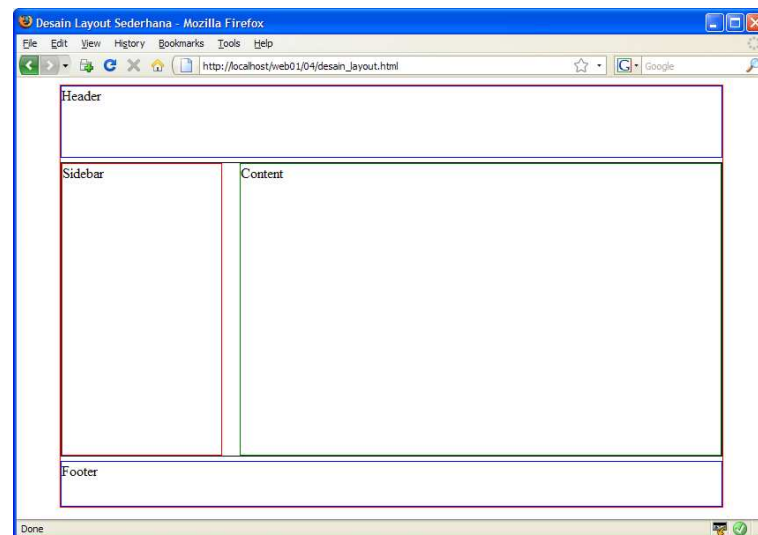 Desain Layout Sederhana - Mozilla Firefox
File Edit View History Bookmarks Tools Help
http://localhost/web01/04/desain_layout.html G Google
Header
Sidebar
Content
Footer
Done